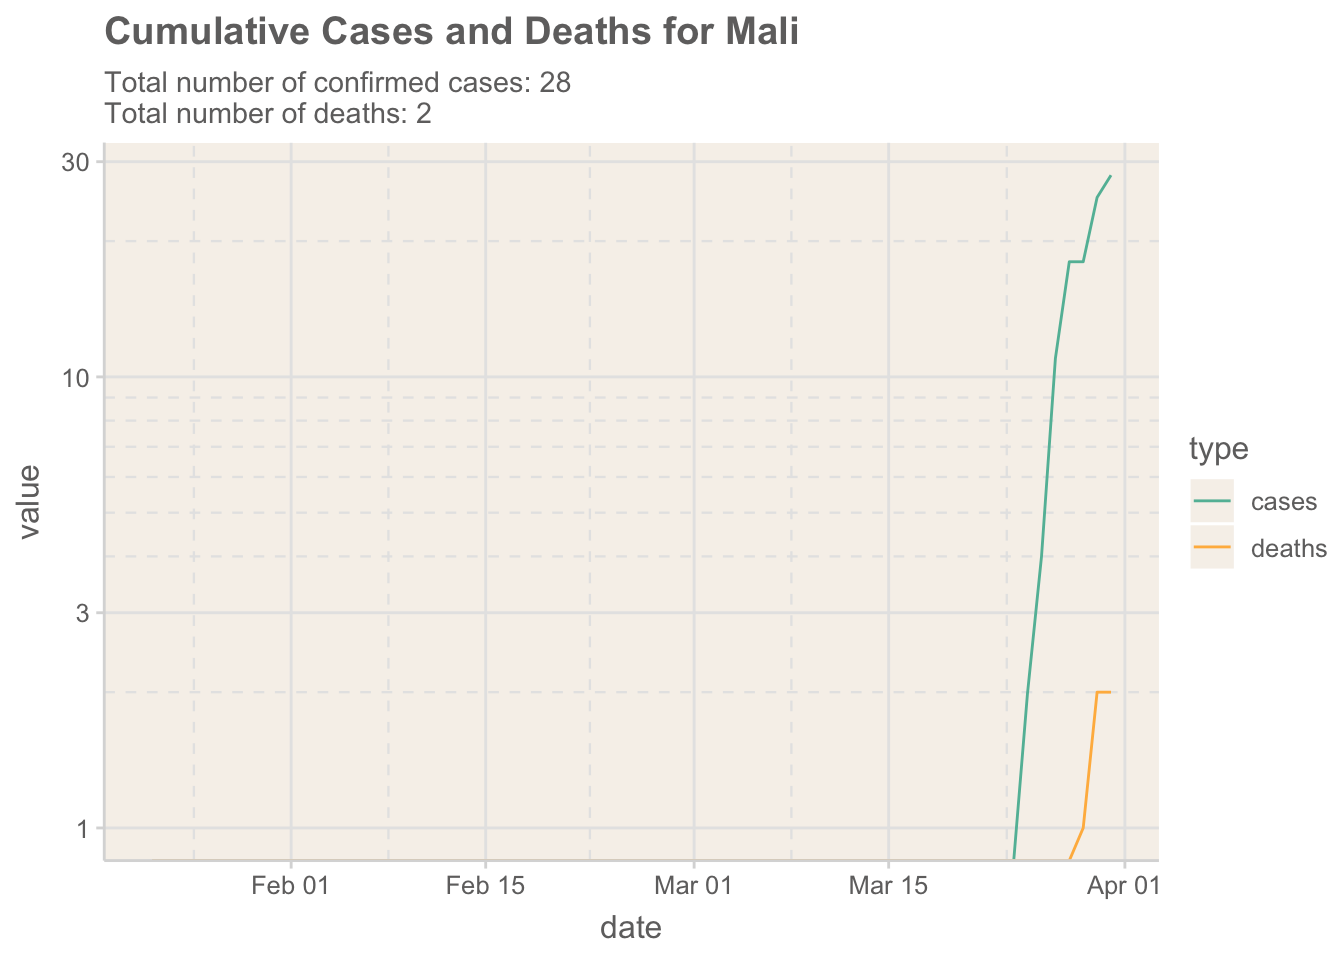 Cumulative Cases and Deaths for Mali
Total number of confirmed cases: 28
Total number of deaths: 2
30
10
3
1
value
Feb 01
Feb 15
Mar 01
Mar 15
Apr 01
date
type
cases
deaths